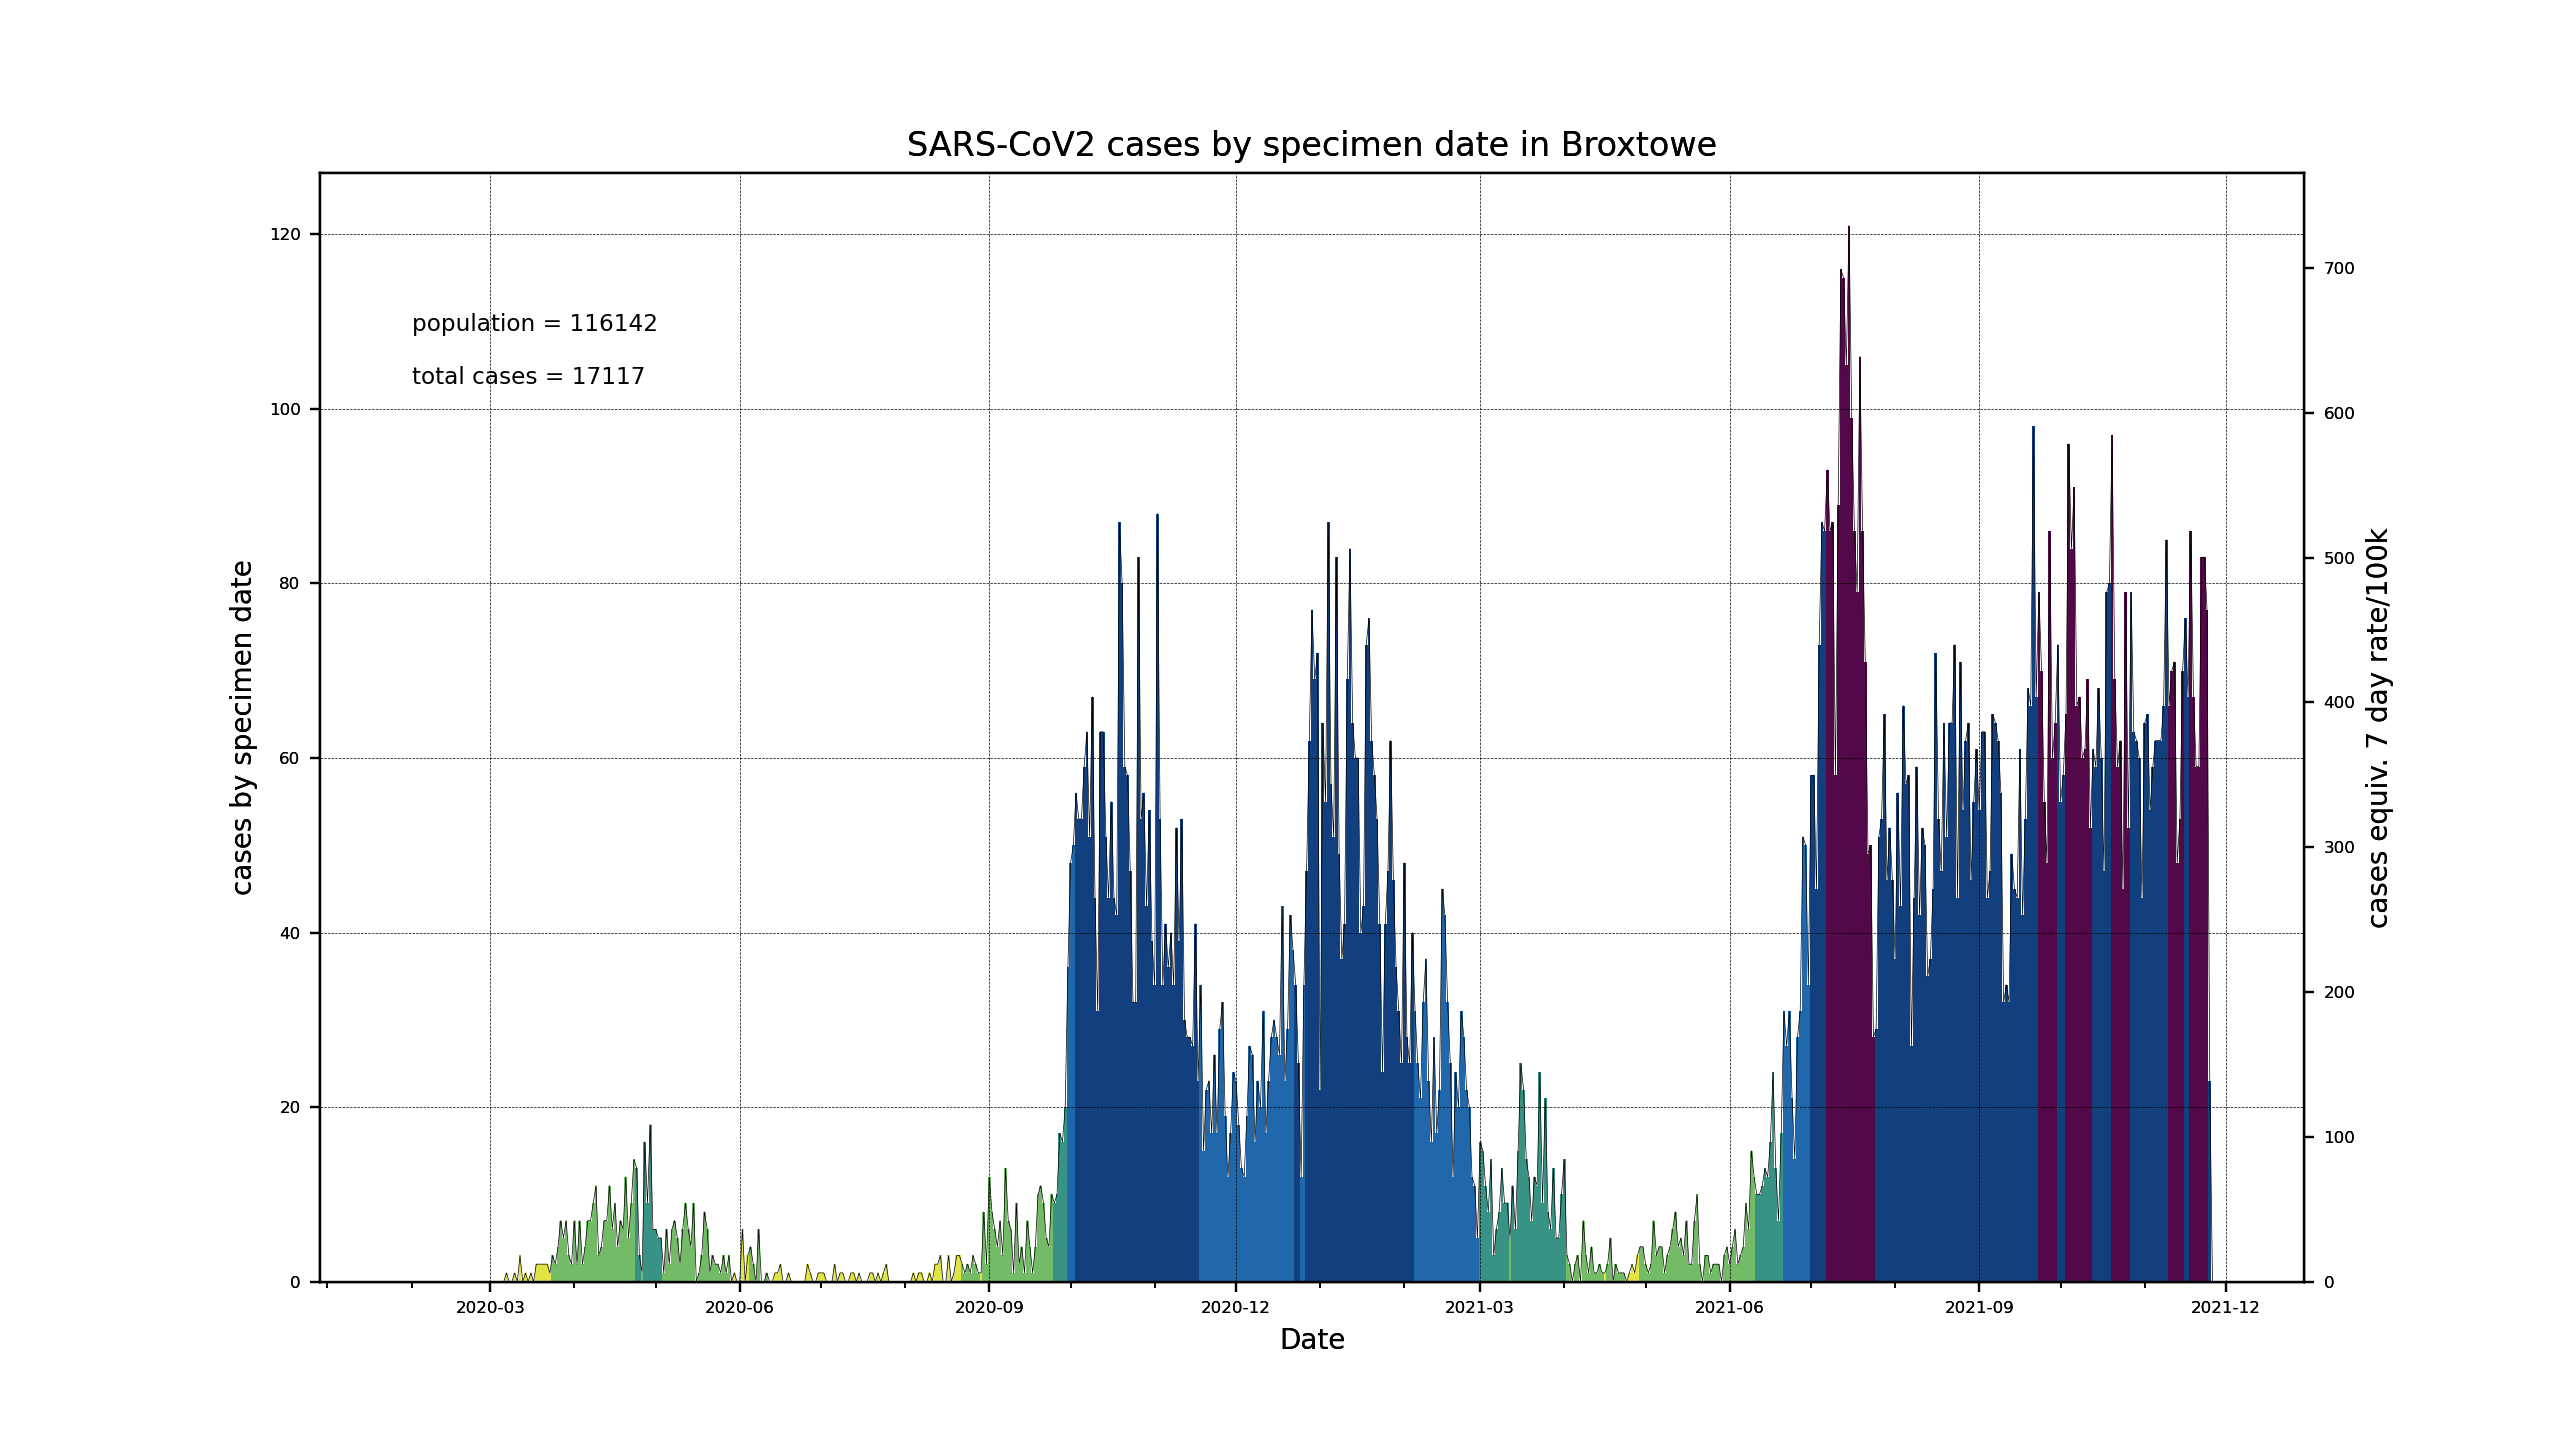 SARS-CoV2 cases by specimen date in Broxtowe
population = 116142
total cases = 17117
cases by specimen date
120
100
80
60
40
20
0
700
600
500
400
300
200
100
0
cases equiv. 7 day rate/100k
2020-03 2020-06 2020-09 2020-12 2021-03 2021-06 2021-09 2021-12
Date